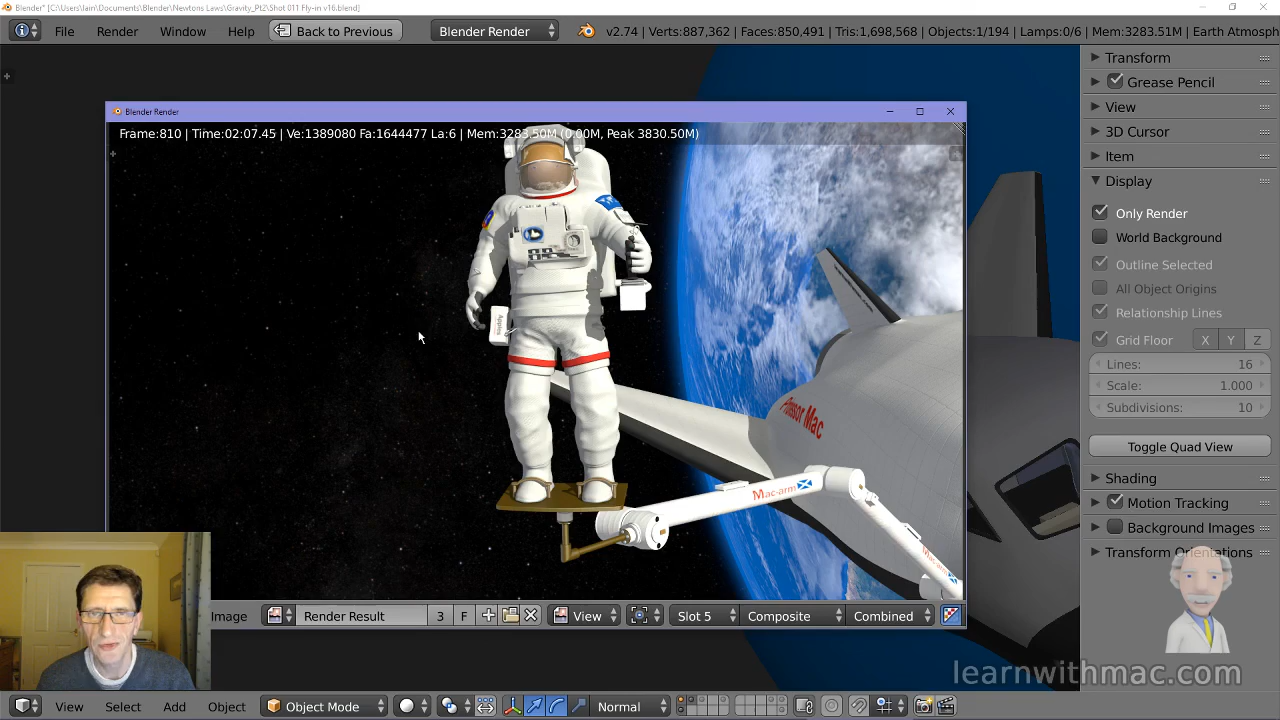 Blender* [C:\Users\Iain\Documents\Blender\Newtons Laws\Gravity_Pt2\Shot 011 Fly-in v16.blend]
File Render Window Help Back to Previous Blender Render v2.74 | Verts:887,362 | Faces:850,491 | Tris:1,698,568 | Objects:1/194 | Lamps:0/6 | Mem:3283.51M | Earth Atmosph
Transform
Grease Pencil
View
3D Cursor
Item
Display
Only Render
World Background
Outline Selected
All Object Origins
Relationship Lines
Grid Floor X Y Z
Lines: 16
Scale: 1.000
Subdivisions: 10
Toggle Quad View
Shading
Motion Tracking
Background Images
Transform Orientations
Blender Render
Frame:810 | Time:02:07.45 | Ve:1389080 Fa:1644477 La:6 | Mem:3283.50M (0.00M, Peak 3830.50M)
Apples
Professor Mac
Mac-arm
Mac-arm
Image Render Result 3 F View Slot 5 Composite Combined
learnwithmac.com
View Select Add Object Object Mode Normal